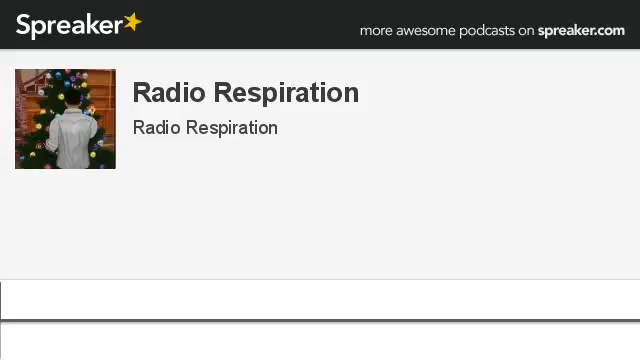 Spreaker
more awesome podcasts on spreaker.com
Radio Respiration
Radio Respiration